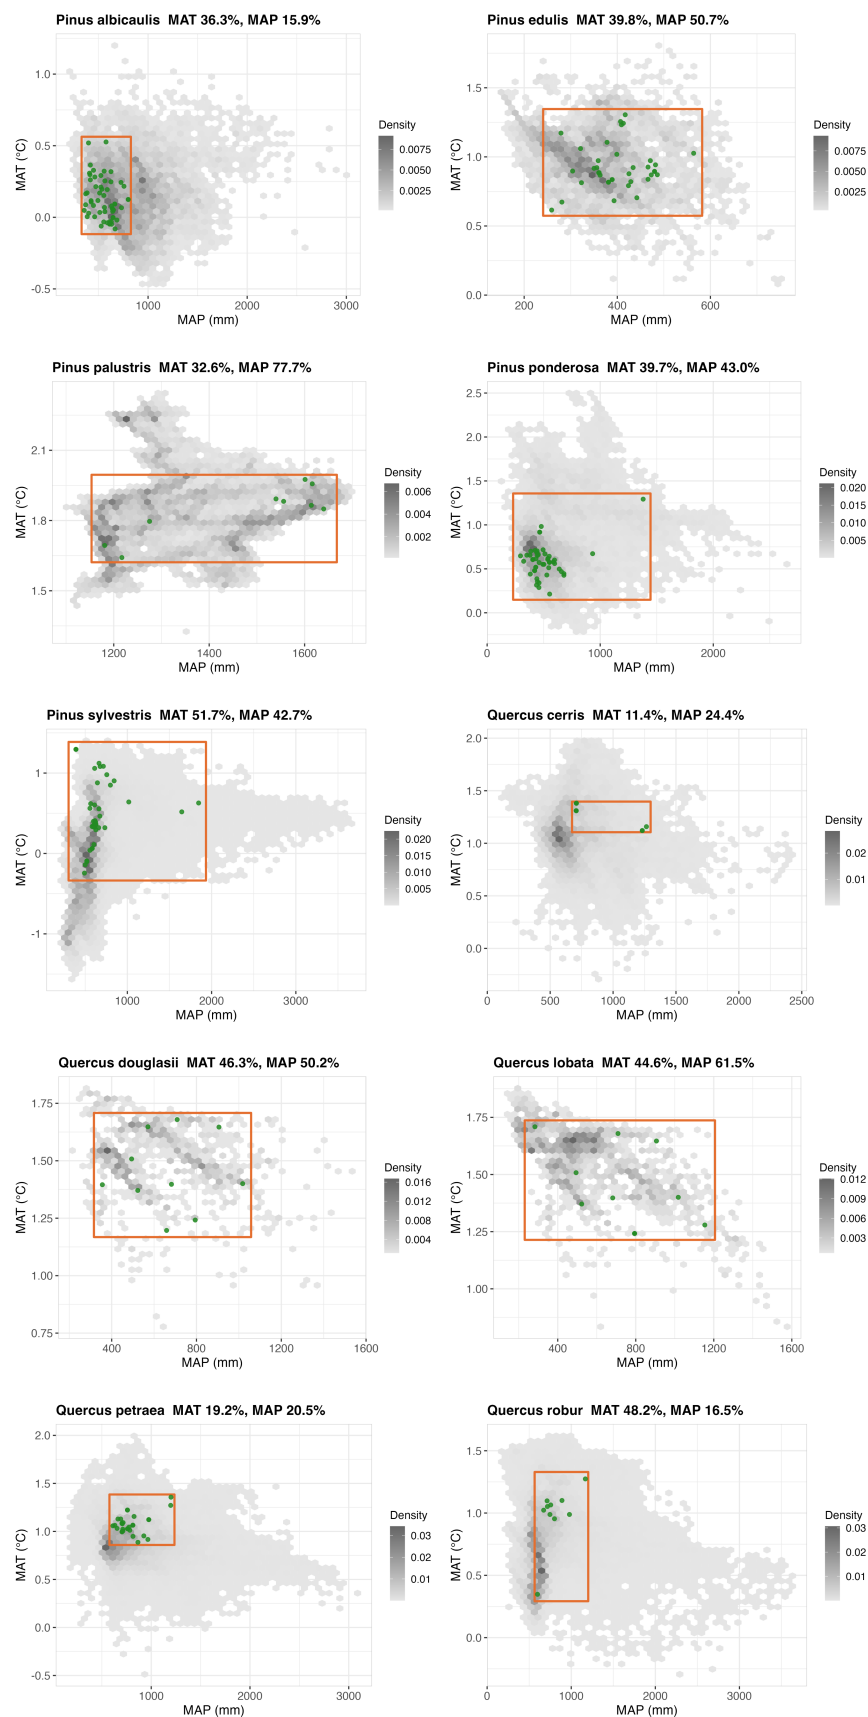 Pinus albicaulis  MAT 36.3%, MAP 15.9%
1.0
0.5
0.0
-0.5
MAT (°C)
1000 2000 3000
MAP (mm)
Density
0.0075
0.0050
0.0025
Pinus edulis  MAT 39.8%, MAP 50.7%
1.5
1.0
0.5
0.0
MAT (°C)
200 400 600
MAP (mm)
Density
0.0075
0.0050
0.0025
Pinus palustris  MAT 32.6%, MAP 77.7%
2.1
1.8
1.5
MAT (°C)
1200 1400 1600
MAP (mm)
Density
0.006
0.004
0.002
Pinus ponderosa  MAT 39.7%, MAP 43.0%
2.5
2.0
1.5
1.0
0.5
0.0
MAT (°C)
0 1000 2000
MAP (mm)
Density
0.020
0.015
0.010
0.005
Pinus sylvestris  MAT 51.7%, MAP 42.7%
1
0
-1
MAT (°C)
1000 2000 3000
MAP (mm)
Density
0.020
0.015
0.010
0.005
Quercus cerris  MAT 11.4%, MAP 24.4%
2.0
1.5
1.0
0.5
0.0
MAT (°C)
0 500 1000 1500 2000 2500
MAP (mm)
Density
0.02
0.01
Quercus douglasii  MAT 46.3%, MAP 50.2%
1.75
1.50
1.25
1.00
0.75
MAT (°C)
400 800 1200 1600
MAP (mm)
Density
0.016
0.012
0.008
0.004
Quercus lobata  MAT 44.6%, MAP 61.5%
1.75
1.50
1.25
1.00
MAT (°C)
400 800 1200 1600
MAP (mm)
Density
0.012
0.009
0.006
0.003
Quercus petraea  MAT 19.2%, MAP 20.5%
2.0
1.5
1.0
0.5
0.0
-0.5
MAT (°C)
1000 2000 3000
MAP (mm)
Density
0.03
0.02
0.01
Quercus robur  MAT 48.2%, MAP 16.5%
1.5
1.0
0.5
0.0
MAT (°C)
0 1000 2000 3000
MAP (mm)
Density
0.03
0.02
0.01